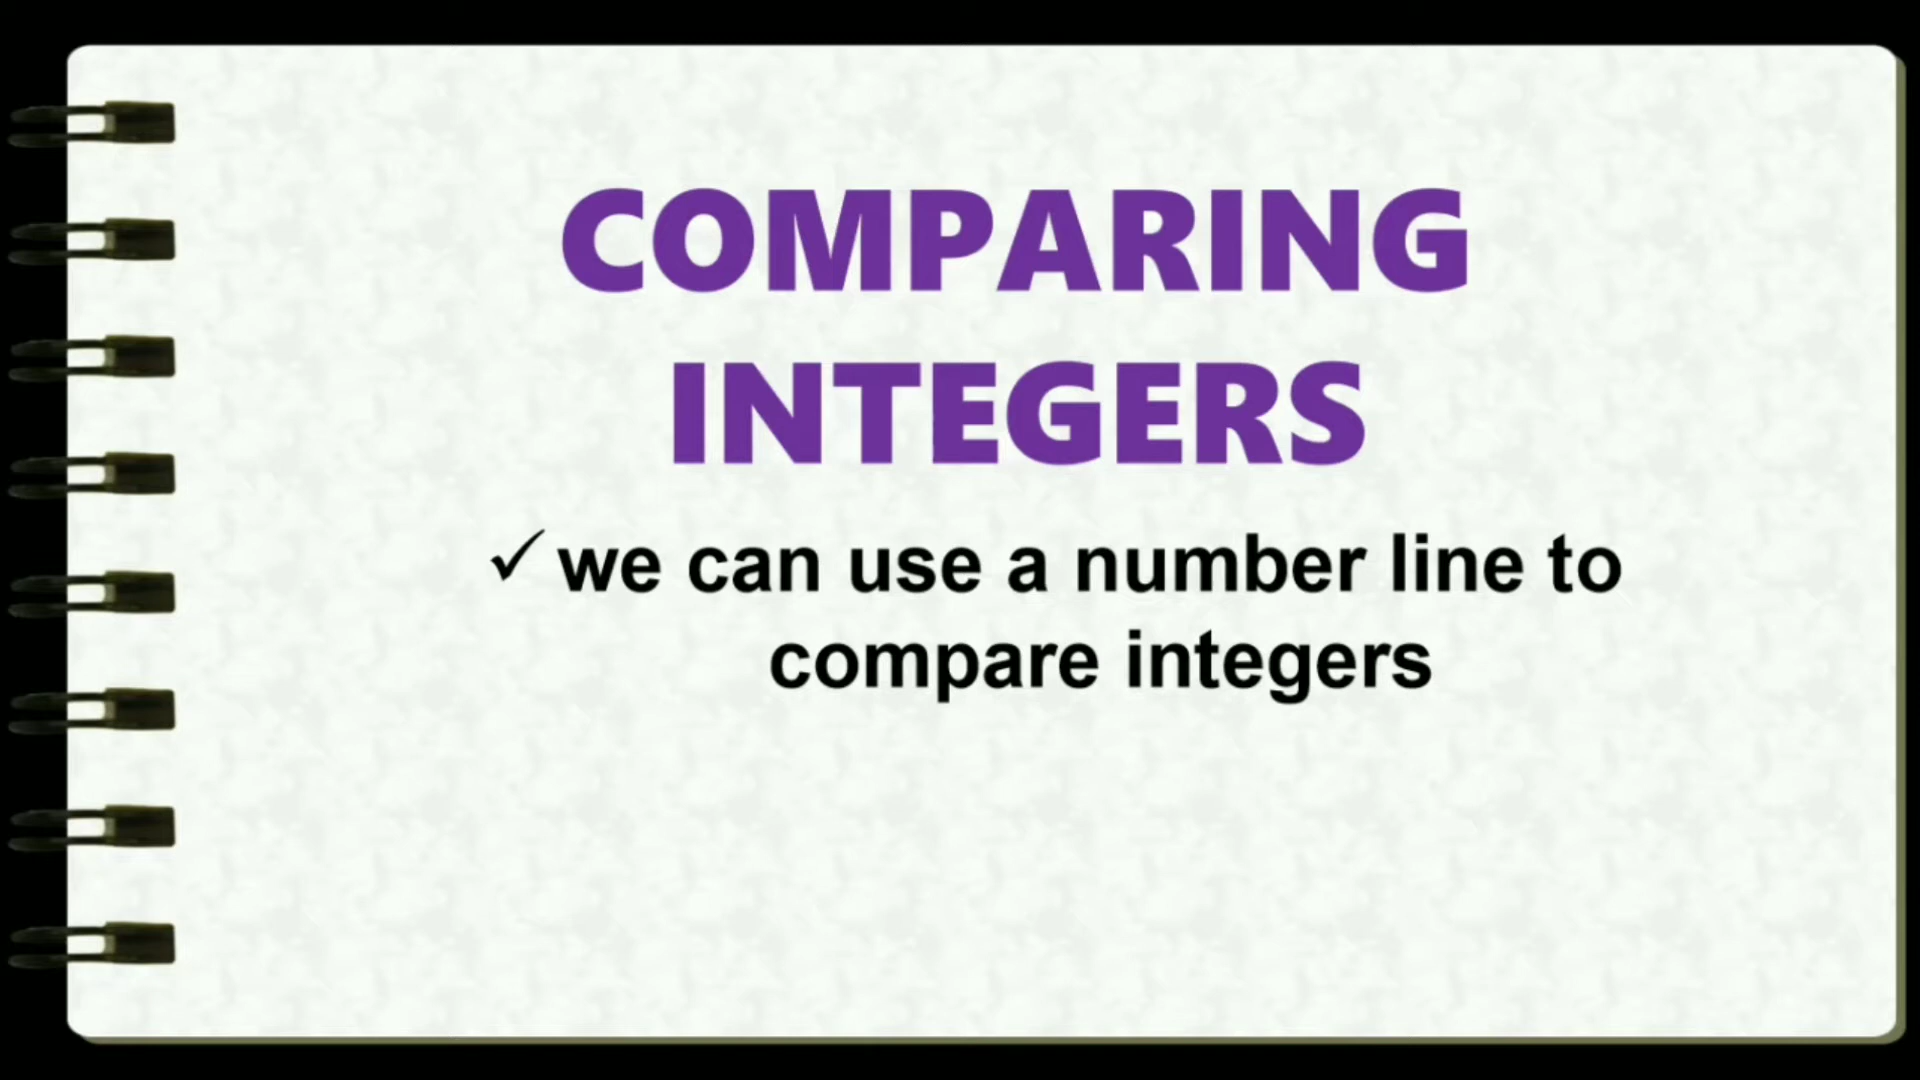 COMPARING
INTEGERS
✓ we can use a number line to
compare integers